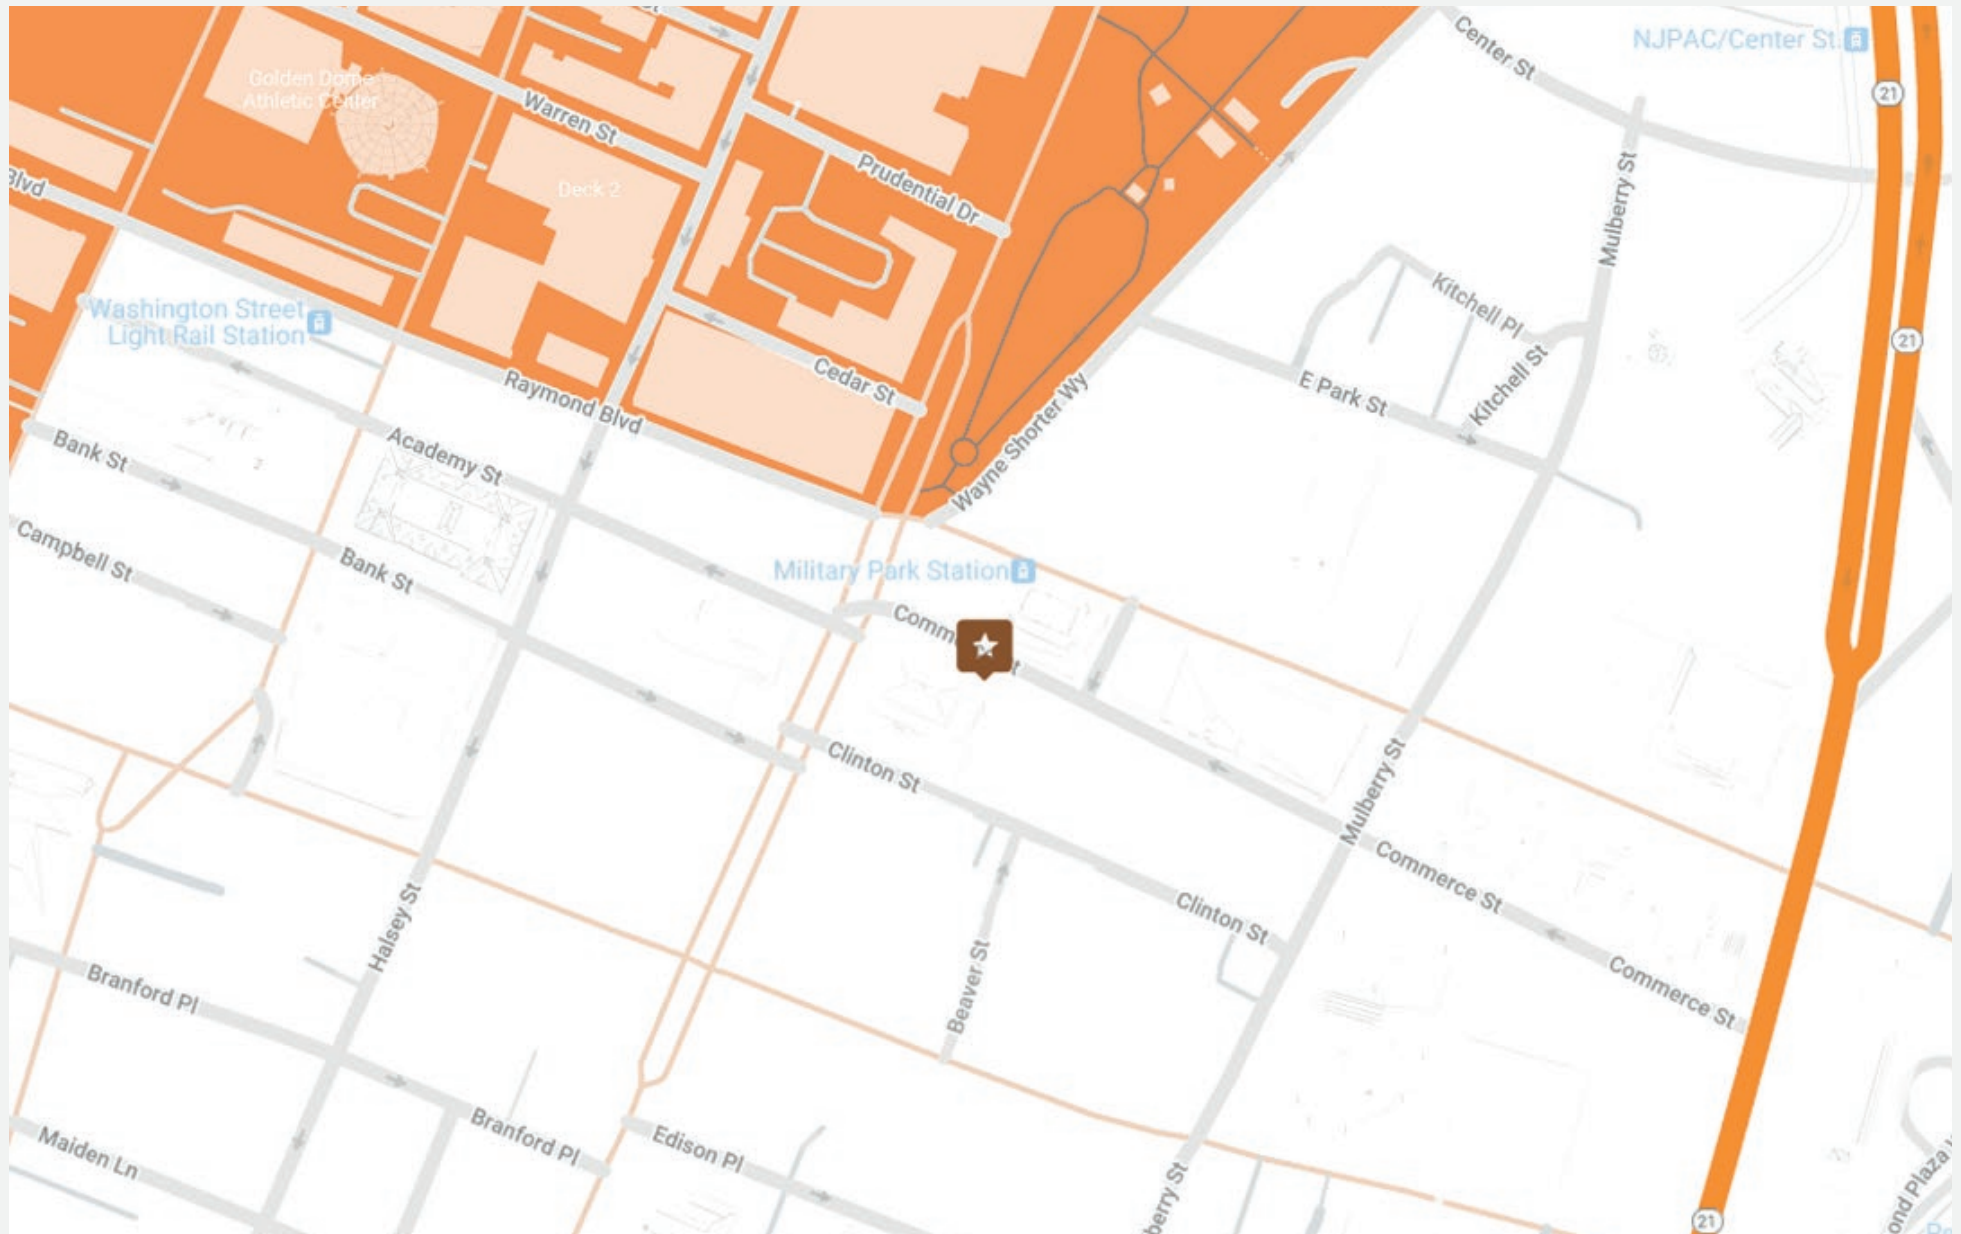 Center St
NJPAC/Center St.
21
Golden Dome
Athletic Center
Warren St
Mulberry St
Prudential Dr
Blvd
Deck 2
Kitchell Pl
Washington Street
Light Rail Station
21
Kitchell St
Cedar St
E Park St
Raymond Blvd
Wayne Shorter Wy
Academy St
Bank St
Campbell St
Bank St
Military Park Station
Clinton St
Mulberry St
Commerce St
Clinton St
Halsey St
Beaver St
Commerce St
Branford Pl
Branford Pl
Edison Pl
Maiden Ln
21